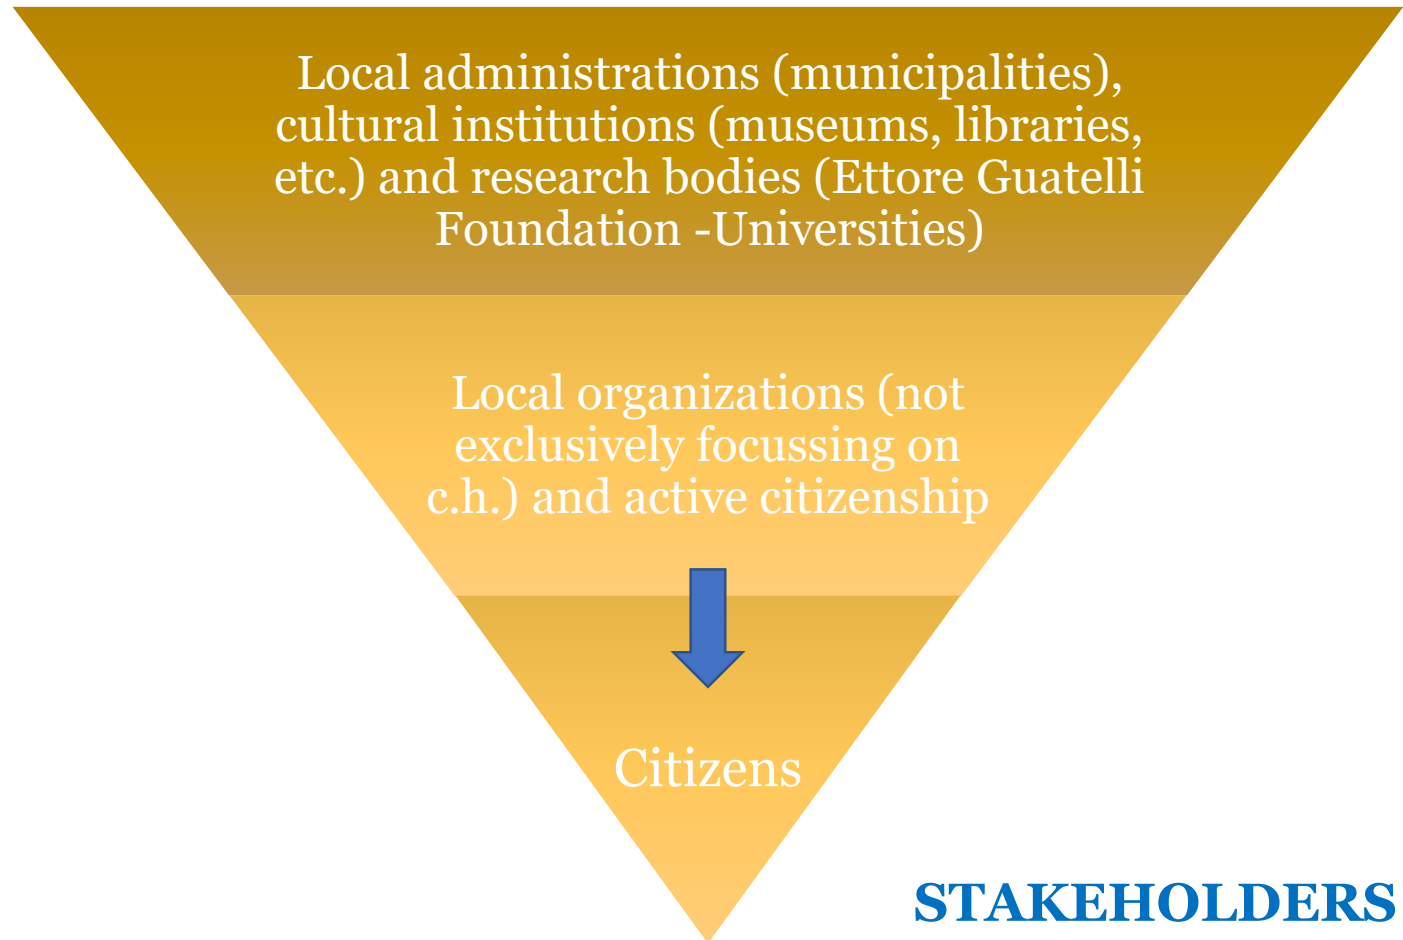 Local administrations (municipalities),
cultural institutions (museums, libraries,
etc.) and research bodies (Ettore Guatelli
Foundation -Universities)
Local organizations (not
exclusively focussing on
c.h.) and active citizenship
Citizens
STAKEHOLDERS